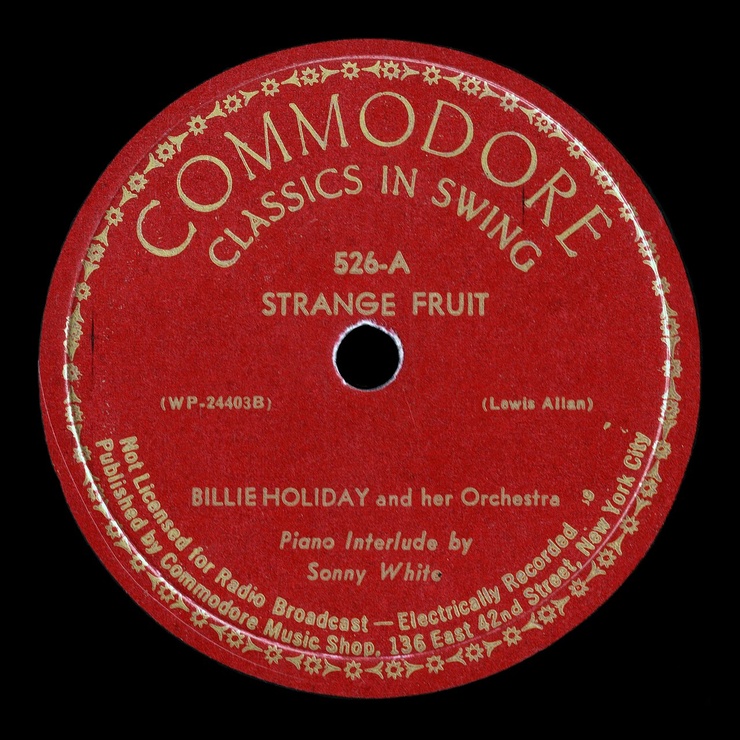 COMMODORE
CLASSICS IN SWING
526-A
STRANGE FRUIT
(WP-24403B)
(Lewis Allan)
BILLIE HOLIDAY and her Orchestra
Piano Interlude by
Sonny White
Not Licensed for Radio Broadcast — Electrically Recorded
Published by Commodore Music Shop, 136 East 42nd Street, New York City